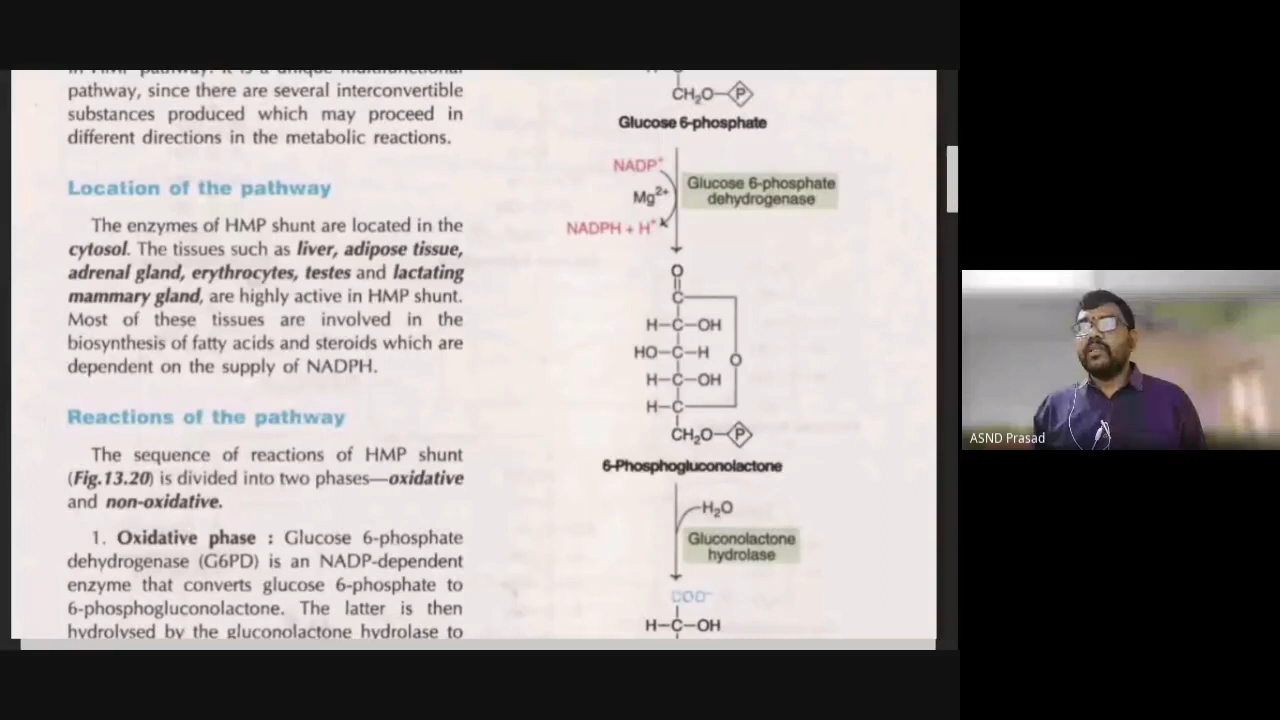 in HMP pathway. It is a unique multifunctional
pathway, since there are several interconvertible
substances produced which may proceed in
different directions in the metabolic reactions.
Location of the pathway
The enzymes of HMP shunt are located in the
cytosol. The tissues such as liver, adipose tissue,
adrenal gland, erythrocytes, testes and lactating
mammary gland, are highly active in HMP shunt.
Most of these tissues are involved in the
biosynthesis of fatty acids and steroids which are
dependent on the supply of NADPH.
Reactions of the pathway
The sequence of reactions of HMP shunt
(Fig.13.20) is divided into two phases—oxidative
and non-oxidative.
1. Oxidative phase : Glucose 6-phosphate
dehydrogenase (G6PD) is an NADP-dependent
enzyme that converts glucose 6-phosphate to
6-phosphogluconolactone. The latter is then
hydrolysed by the gluconolactone hydrolase to
CH₂O–P
Glucose 6-phosphate
NADP⁺
Mg²⁺
NADPH + H⁺
Glucose 6-phosphate
dehydrogenase
O
C
H–C–OH
HO–C–H
O
H–C–OH
H–C
CH₂O–P
6-Phosphogluconolactone
H₂O
Gluconolactone
hydrolase
COO⁻
H–C–OH
ASND Prasad